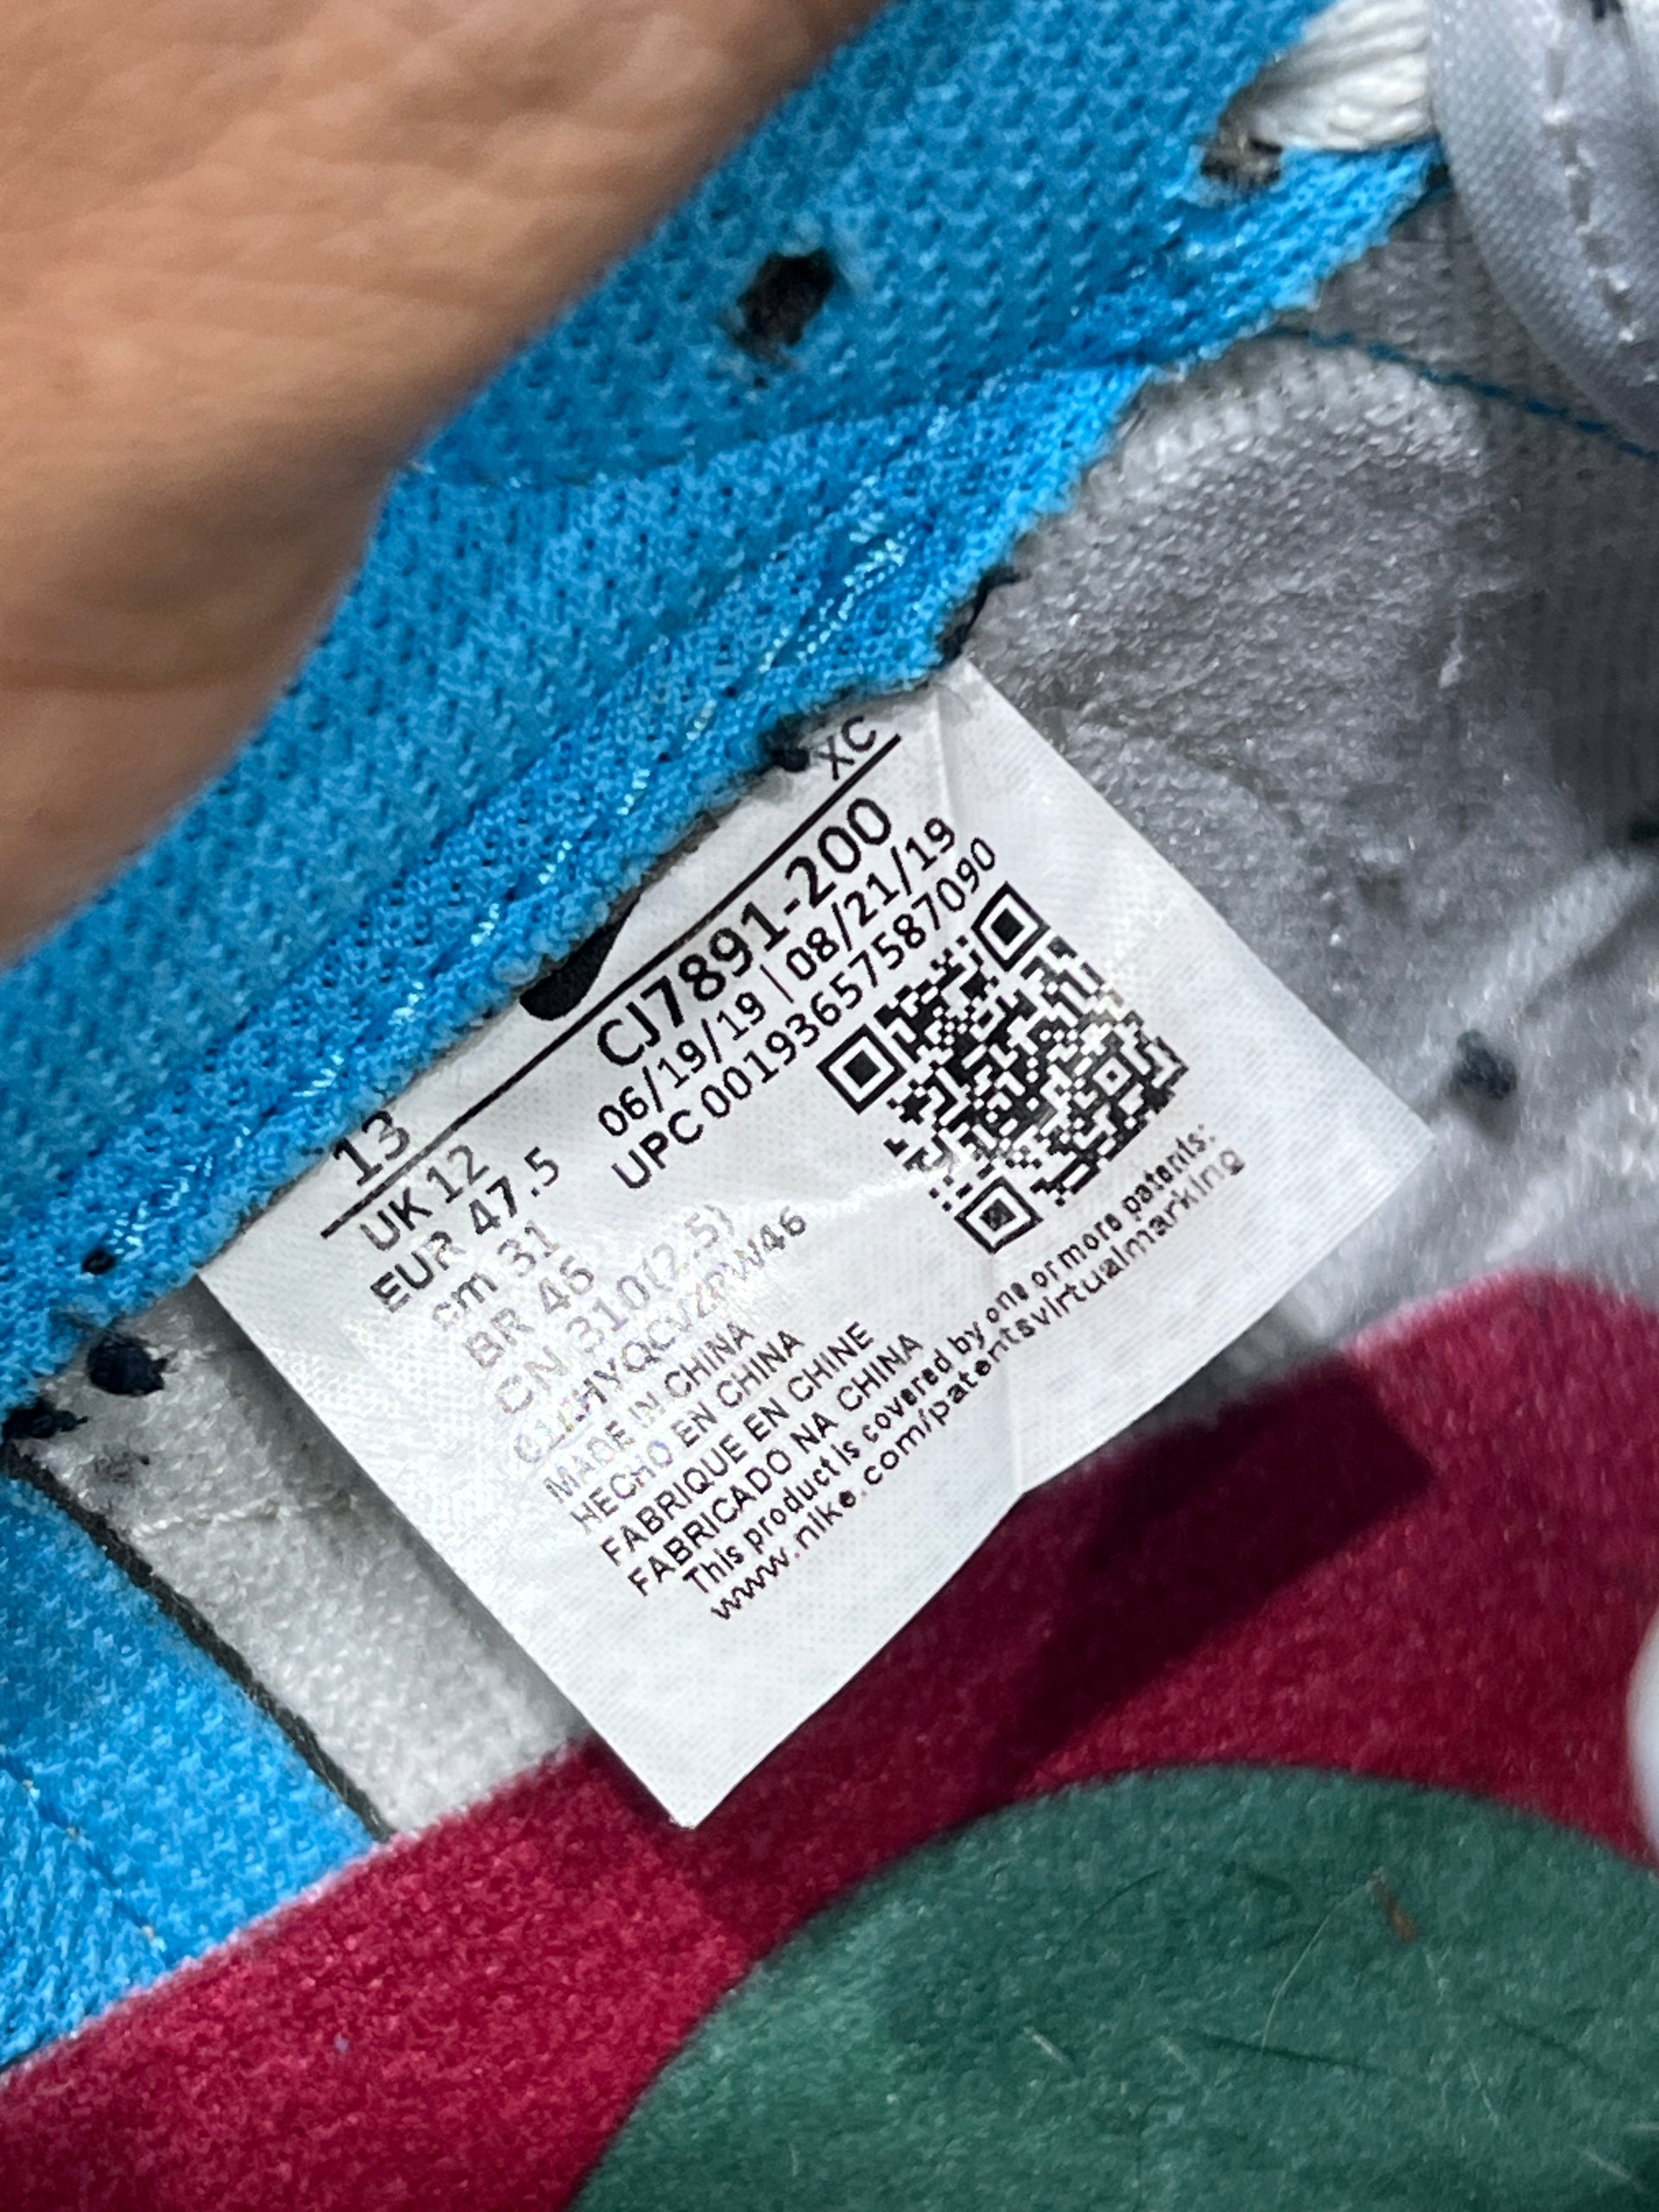 XC
13
CJ7891-200
UK 12
06/19/19 | 08/21/19
EUR 47.5
UPC 00193657587090
cm 31
BR 46
CN 310(2.5)
MADE IN CHINA
HECHO EN CHINA
FABRIQUE EN CHINE
FABRICADO NA CHINA
This product is covered by one or more patents:
www.nike.com/patentsvirtualmarking